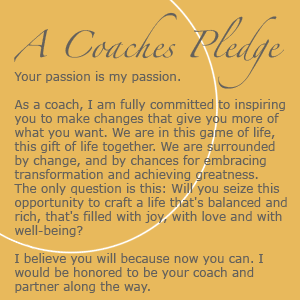 A Coaches Pledge
Your passion is my passion.
As a coach, I am fully committed to inspiring
you to make changes that give you more of
what you want. We are in this game of life,
this gift of life together. We are surrounded
by change, and by chances for embracing
transformation and achieving greatness.
The only question is this: Will you seize this
opportunity to craft a life that's balanced and
rich, that's filled with joy, with love and with
well-being?
I believe you will because now you can. I
would be honored to be your coach and
partner along the way.